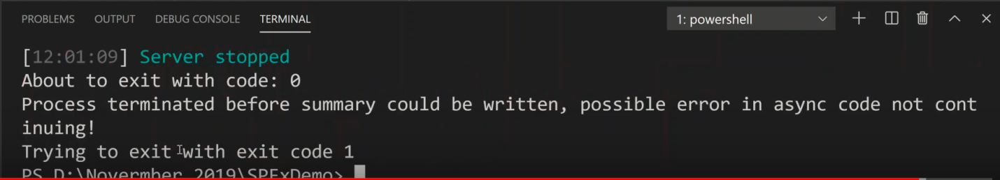 PROBLEMS OUTPUT DEBUG CONSOLE TERMINAL 1: powershell
[12:01:09] Server stopped
About to exit with code: 0
Process terminated before summary could be written, possible error in async code not cont
inuing!
Trying to exit with exit code 1
PS D:\Novermber 2019\SPFxDemo>